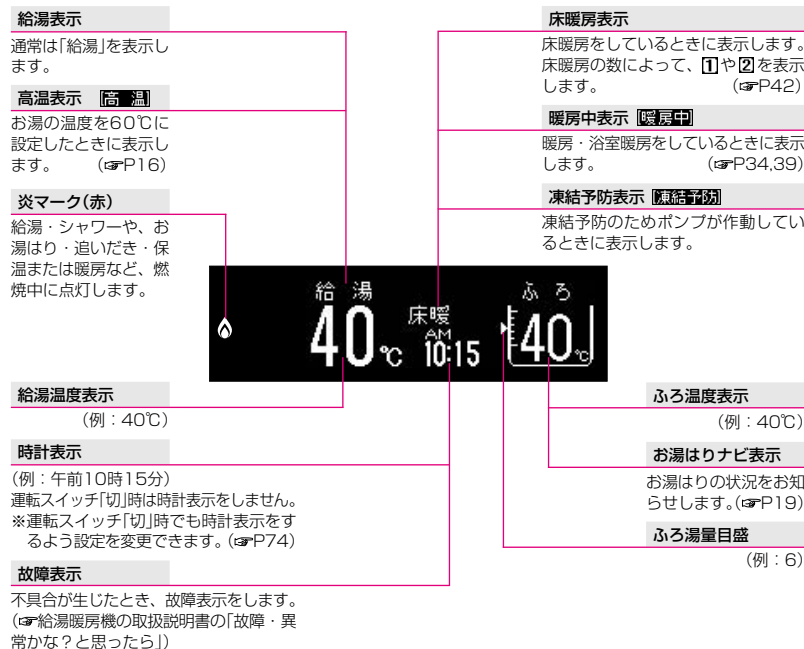 給湯表示
通常は「給湯」を表示し
ます。
高温表示 高 温
お湯の温度を60℃に
設定したときに表示し
ます。 (☞P16)
炎マーク(赤)
給湯・シャワーや、お
湯はり・追いだき・保
温または暖房など、燃
焼中に点灯します。
床暖房表示
床暖房をしているときに表示します。
床暖房の数によって、1や2を表示
します。 (☞P42)
暖房中表示 暖房中
暖房・浴室暖房をしているときに表示
します。 (☞P34,39)
凍結予防表示 凍結予防
凍結予防のためポンプが作動してい
るときに表示します。
給 湯
40℃
床暖
AM
10:15
ふ ろ
40℃
給湯温度表示
(例：40℃)
時計表示
(例：午前10時15分)
運転スイッチ「切」時は時計表示をしません。
※運転スイッチ「切」時でも時計表示をす
るよう設定を変更できます。(☞P74)
故障表示
不具合が生じたとき、故障表示をします。
(☞給湯暖房機の取扱説明書の「故障・異
常かな？と思ったら」)
ふろ温度表示
(例：40℃)
お湯はりナビ表示
お湯はりの状況をお知
らせします。(☞P19)
ふろ湯量目盛
(例：6)